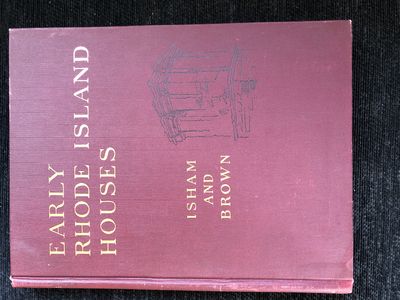 EARLY
RHODE ISLAND
HOUSES
ISHAM
AND
BROWN